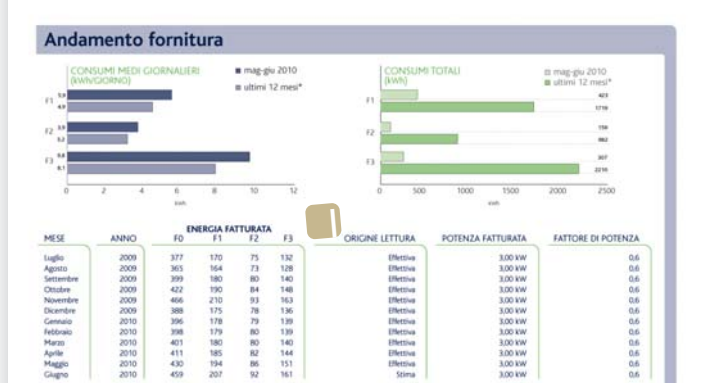 Andamento fornitura
CONSUMI MEDI GIORNALIERI
(kWh/GIORNO)
mag-giu 2010
ultimi 12 mesi*
F1
F2
F3
0 2 4 6 8 10 12
kWh
CONSUMI TOTALI
(kWh)
mag-giu 2010
ultimi 12 mesi*
F1
423
1719
F2
F3
2216
0 500 1000 1500 2000 2500
kWh
ENERGIA FATTURATA
MESE ANNO F0 F1 F2 F3 ORIGINE LETTURA POTENZA FATTURATA FATTORE DI POTENZA
Luglio 2009 377 170 75 132 Effettiva 3,00 kW 0,6
Agosto 2009 365 164 73 128 Effettiva 3,00 kW 0,6
Settembre 2009 399 180 80 140 Effettiva 3,00 kW 0,6
Ottobre 2009 422 190 84 148 Effettiva 3,00 kW 0,6
Novembre 2009 466 210 93 163 Effettiva 3,00 kW 0,6
Dicembre 2009 388 175 78 136 Effettiva 3,00 kW 0,6
Gennaio 2010 396 178 79 139 Effettiva 3,00 kW 0,6
Febbraio 2010 398 179 80 139 Effettiva 3,00 kW 0,6
Marzo 2010 401 180 80 140 Effettiva 3,00 kW 0,6
Aprile 2010 411 185 82 144 Effettiva 3,00 kW 0,6
Maggio 2010 430 194 86 151 Effettiva 3,00 kW 0,6
Giugno 2010 459 207 92 161 Stima 3,00 kW 0,6